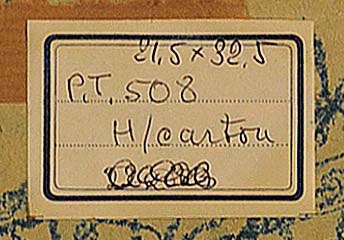 21,5 × 32,5
P.T. 508
H/carton